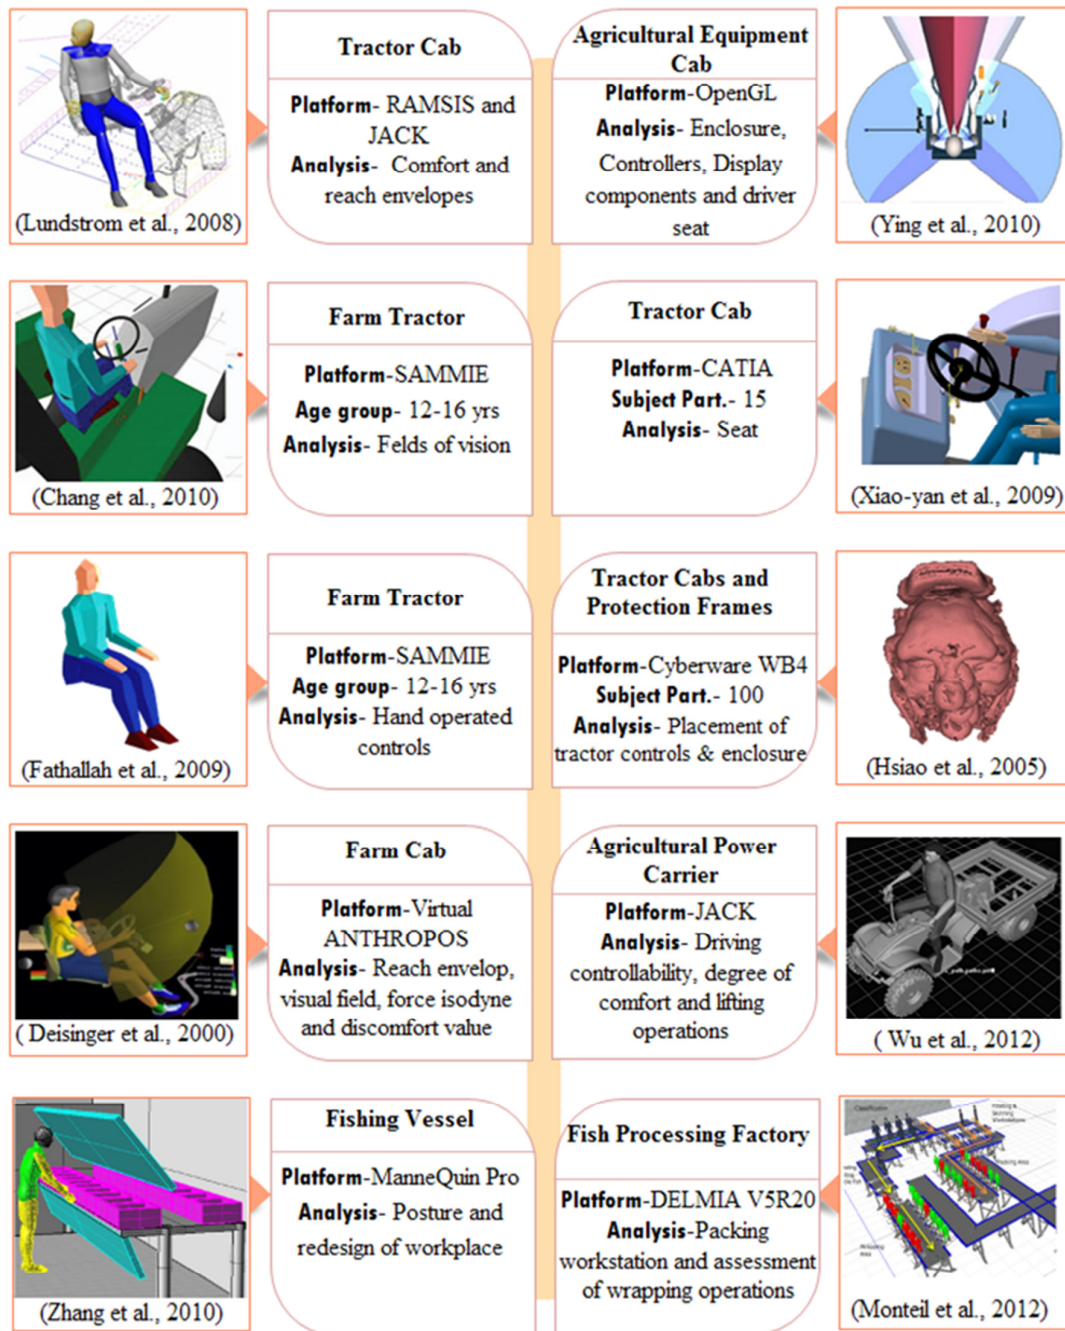 Tractor Cab
Platform- RAMSIS and
JACK
Analysis- Comfort and
reach envelopes
(Lundstrom et al., 2008)
Agricultural Equipment
Cab
Platform-OpenGL
Analysis- Enclosure,
Controllers, Display
components and driver
seat
(Ying et al., 2010)
Farm Tractor
Platform-SAMMIE
Age group- 12-16 yrs
Analysis- Felds of vision
(Chang et al., 2010)
Tractor Cab
Platform-CATIA
Subject Part.- 15
Analysis- Seat
(Xiao-yan et al., 2009)
Farm Tractor
Platform-SAMMIE
Age group- 12-16 yrs
Analysis- Hand operated
controls
(Fathallah et al., 2009)
Tractor Cabs and
Protection Frames
Platform-Cyberware WB4
Subject Part.- 100
Analysis- Placement of
tractor controls & enclosure
(Hsiao et al., 2005)
Farm Cab
Platform-Virtual
ANTHROPOS
Analysis- Reach envelop,
visual field, force isodyne
and discomfort value
( Deisinger et al., 2000)
Agricultural Power
Carrier
Platform-JACK
Analysis- Driving
controllability, degree of
comfort and lifting
operations
( Wu et al., 2012)
Fishing Vessel
Platform-ManneQuin Pro
Analysis- Posture and
redesign of workplace
(Zhang et al., 2010)
Fish Processing Factory
Platform-DELMIA V5R20
Analysis-Packing
workstation and assessment
of wrapping operations
Classification
(Monteil et al., 2012)